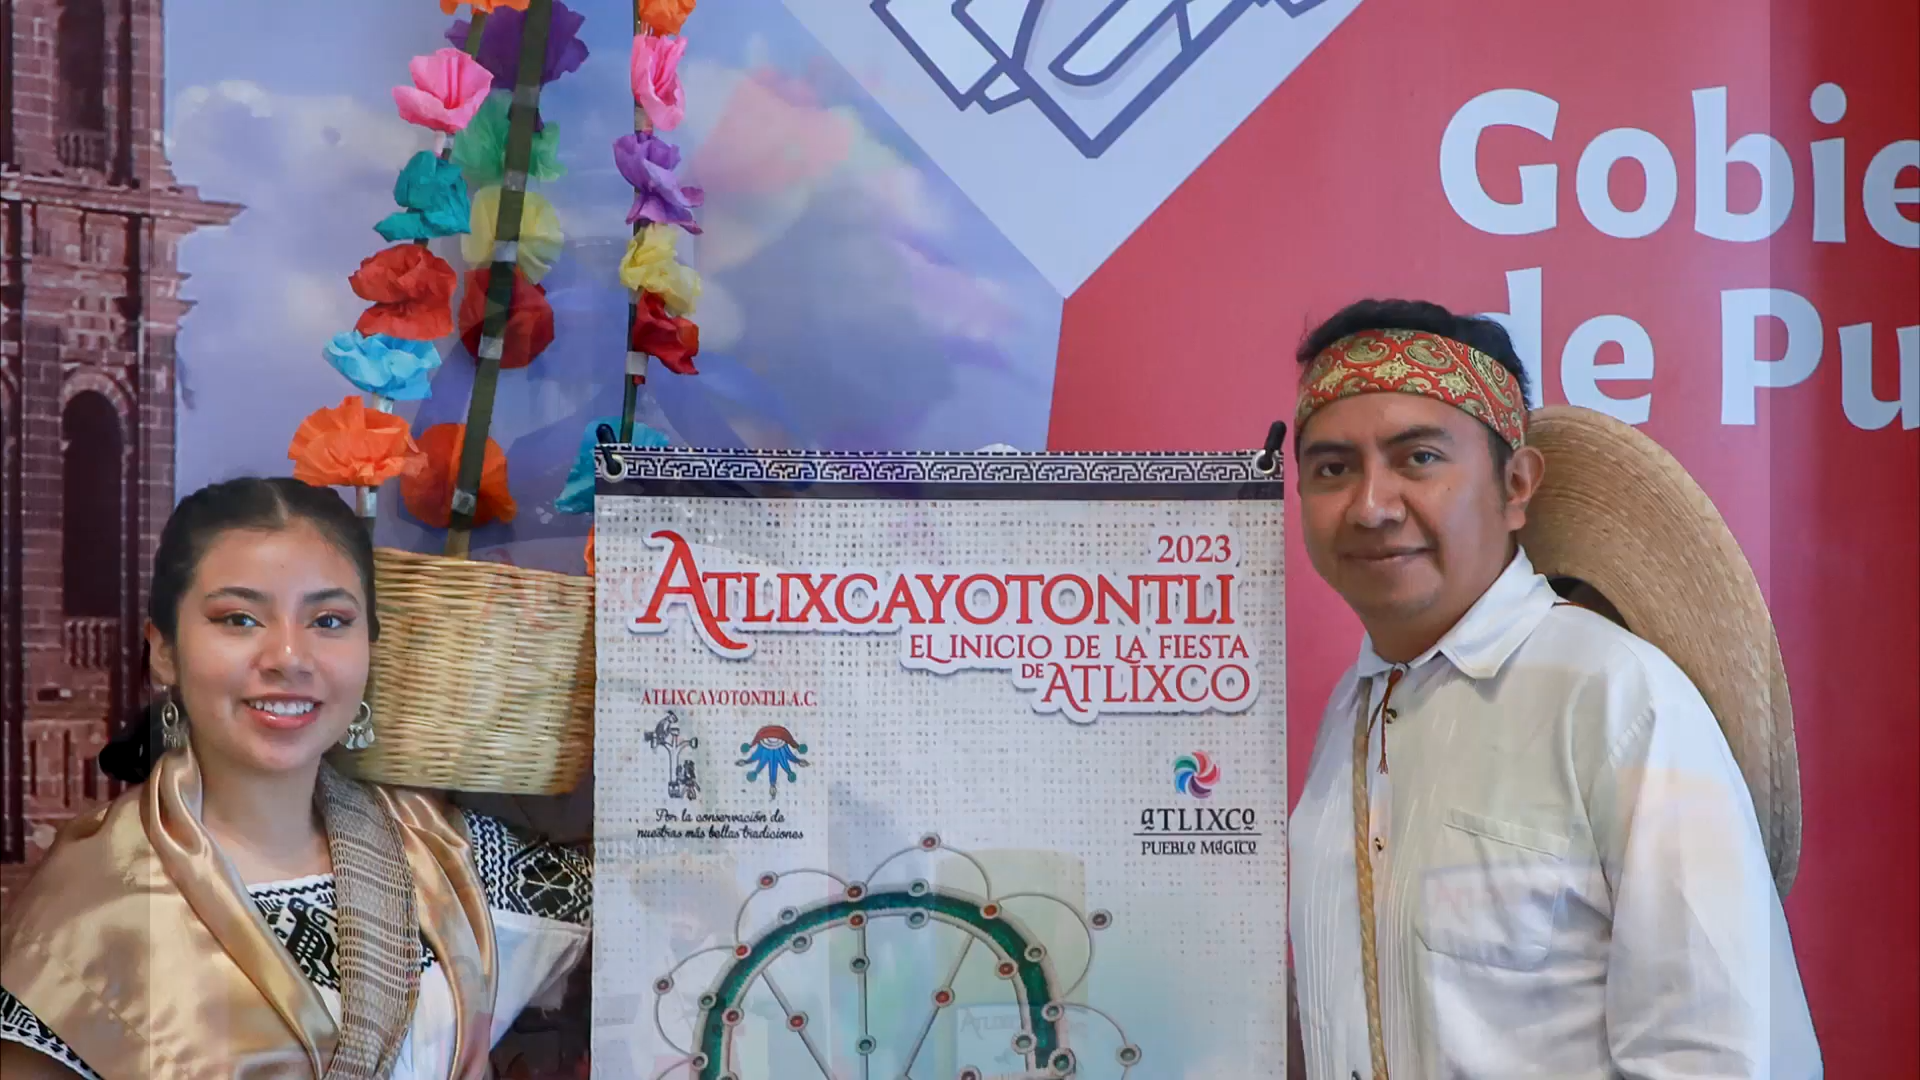 Gobie
de Pu
2023
ATLIXCAYOTONTLI
EL INICIO DE LA FIESTA
DE ATLIXCO
ATLIXCAYOTONTLI A.C.
Por la conservación de
nuestras más bellas tradiciones
ATLIXCO
PUEBLO MÁGICO